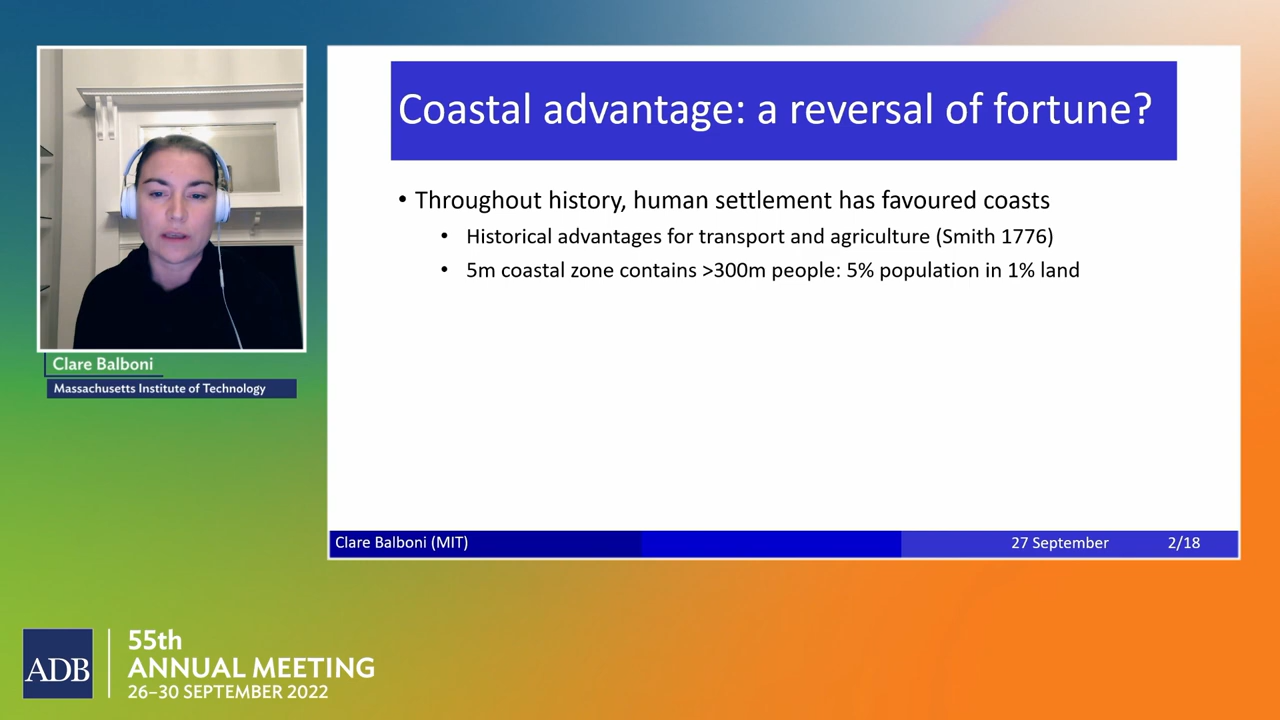 Coastal advantage: a reversal of fortune?
• Throughout history, human settlement has favoured coasts
• Historical advantages for transport and agriculture (Smith 1776)
• 5m coastal zone contains >300m people: 5% population in 1% land
Clare Balboni
Massachusetts Institute of Technology
Clare Balboni (MIT) 27 September 2/18
ADB
55th
ANNUAL MEETING
26–30 SEPTEMBER 2022